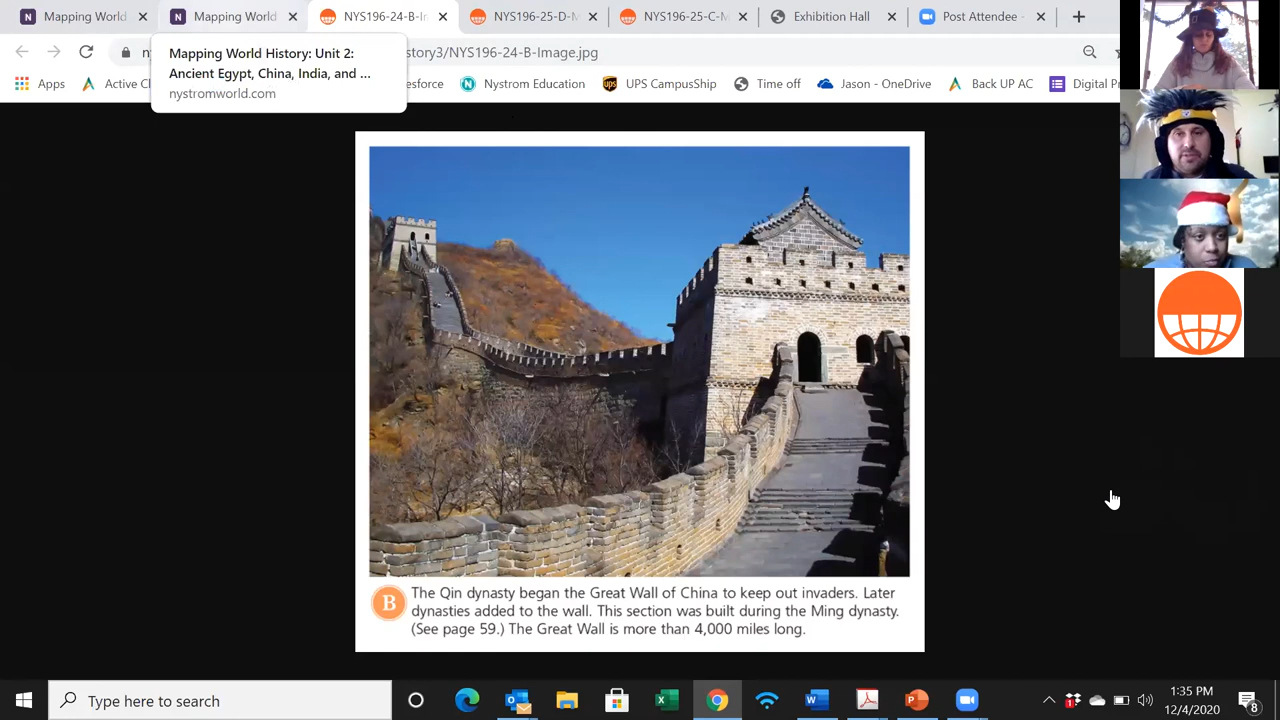 Mapping World
Mapping World
NYS196-24-B-I
NYS196-25-D-M
NYS196-25-C-M
Exhibition Hall
Post Attendee
story3/NYS196-24-B-Image.jpg
Mapping World History: Unit 2:
Ancient Egypt, China, India, and ...
nystromworld.com
Apps
Active Cl
Nystrom Education
UPS CampusShip
Time off
Jason - OneDrive
Back UP AC
Digital Pr
B
The Qin dynasty began the Great Wall of China to keep out invaders. Later
dynasties added to the wall. This section was built during the Ming dynasty.
(See page 59.) The Great Wall is more than 4,000 miles long.
Type here to search
1:35 PM
12/4/2020
8